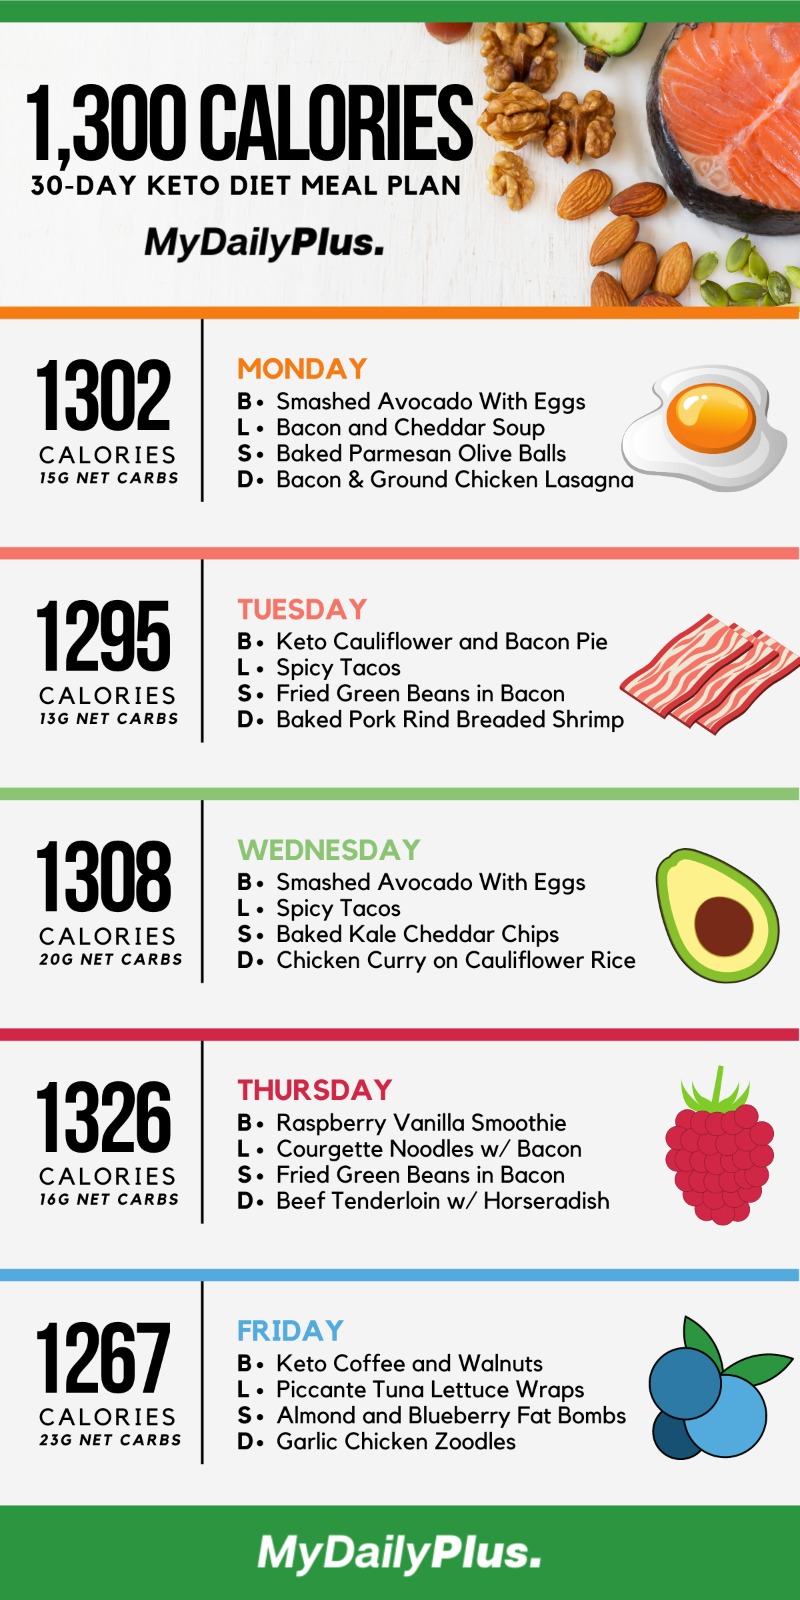 1,300 CALORIES
30-DAY KETO DIET MEAL PLAN
MyDailyPlus.
1302
CALORIES
15G NET CARBS
MONDAY
B • Smashed Avocado With Eggs
L • Bacon and Cheddar Soup
S • Baked Parmesan Olive Balls
D • Bacon & Ground Chicken Lasagna
1295
CALORIES
13G NET CARBS
TUESDAY
B • Keto Cauliflower and Bacon Pie
L • Spicy Tacos
S • Fried Green Beans in Bacon
D • Baked Pork Rind Breaded Shrimp
1308
CALORIES
20G NET CARBS
WEDNESDAY
B • Smashed Avocado With Eggs
L • Spicy Tacos
S • Baked Kale Cheddar Chips
D • Chicken Curry on Cauliflower Rice
1326
CALORIES
16G NET CARBS
THURSDAY
B • Raspberry Vanilla Smoothie
L • Courgette Noodles w/ Bacon
S • Fried Green Beans in Bacon
D • Beef Tenderloin w/ Horseradish
1267
CALORIES
23G NET CARBS
FRIDAY
B • Keto Coffee and Walnuts
L • Piccante Tuna Lettuce Wraps
S • Almond and Blueberry Fat Bombs
D • Garlic Chicken Zoodles
MyDailyPlus.